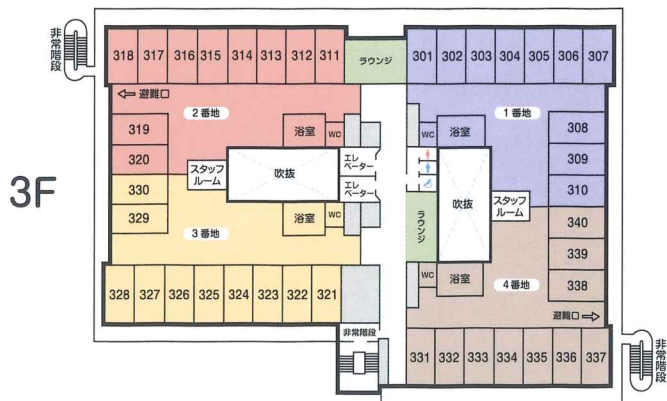 3F
非常階段
318 317 316 315 314 313 312 311
ラウンジ
301 302 303 304 305 306 307
避難口
2番地
1番地
319
320
浴室
WC
WC
浴室
308
309
310
エレ
ベーター
エレ
ベーター
吹抜
吹抜
スタッフ
ルーム
スタッフ
ルーム
330
329
3番地
浴室
WC
ラウンジ
340
339
338
WC
浴室
4番地
避難口
328 327 326 325 324 323 322 321
非常階段
331 332 333 334 335 336 337
非常階段